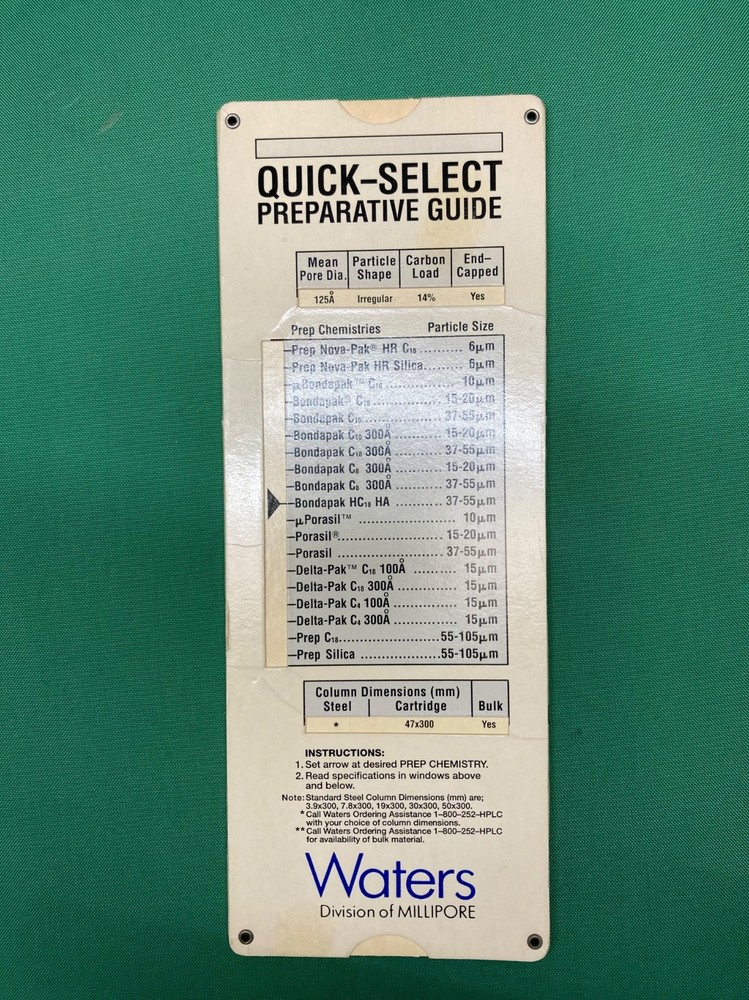 QUICK–SELECT
PREPARATIVE GUIDE
Mean Pore Dia. Particle Shape Carbon Load End–Capped
125Å Irregular 14% Yes
Prep Chemistries Particle Size
Prep Nova-Pak® HR C₁₈ .......... 6µm
Prep Nova-Pak HR Silica......... 6µm
µBondapak™ C₁₈ ................ 10µm
Bondapak® C₁₈ ............. 15-20µm
Bondapak C₁₈ ............... 37-55µm
Bondapak C₁₈ 300Å .......... 15-20µm
Bondapak C₁₈ 300Å .......... 37-55µm
Bondapak C₈ 300Å .......... 15-20µm
Bondapak C₈ 300Å .......... 37-55µm
Bondapak HC₁₈ HA .......... 37-55µm
µPorasil™ .................... 10µm
Porasil®..................... 15-20µm
Porasil ...................... 37-55µm
Delta-Pak™ C₁₈ 100Å ......... 15µm
Delta-Pak C₁₈ 300Å ............ 15µm
Delta-Pak C₄ 100Å ............. 15µm
Delta-Pak C₄ 300Å ............. 15µm
Prep C₁₈.................... 55-105µm
Prep Silica ................ 55-105µm
Column Dimensions (mm)
Steel Cartridge Bulk
* 47x300 Yes
INSTRUCTIONS:
1. Set arrow at desired PREP CHEMISTRY.
2. Read specifications in windows above
and below.
Note: Standard Steel Column Dimensions (mm) are;
3.9x300, 7.8x300, 19x300, 30x300, 50x300.
* Call Waters Ordering Assistance 1–800–252–HPLC
with your choice of column dimensions.
** Call Waters Ordering Assistance 1–800–252–HPLC
for availability of bulk material.
Waters
Division of MILLIPORE